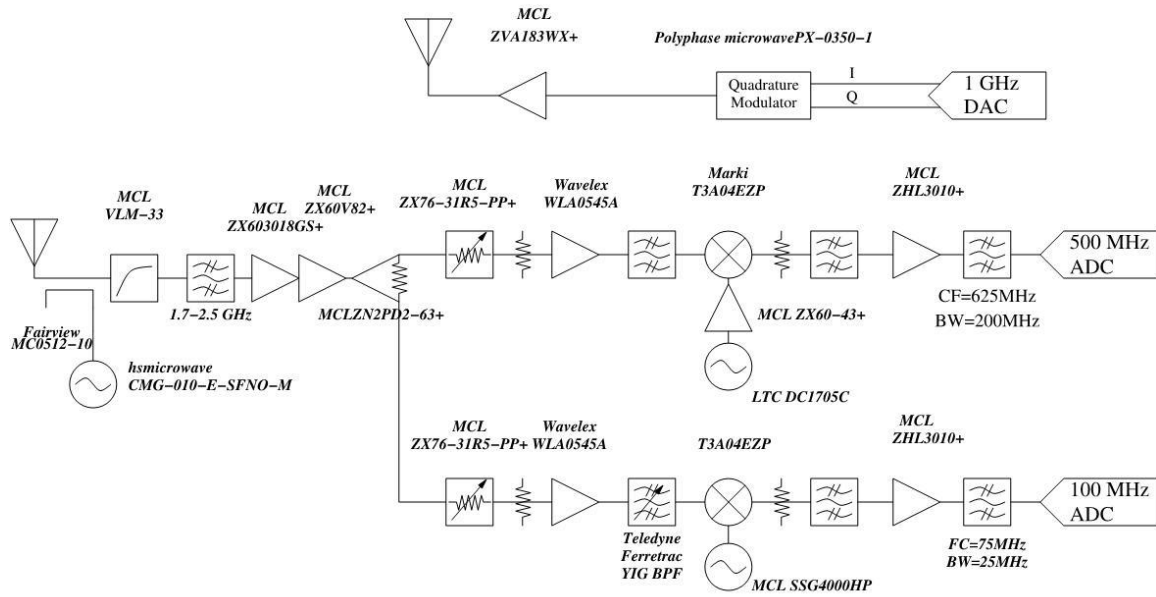 MCL
ZVA183WX+
Polyphase microwavePX−0350−1
Quadrature
Modulator
I
Q
1 GHz
DAC
MCL
VLM−33
MCL
ZX603018GS+
MCL
ZX60V82+
MCL
ZX76−31R5−PP+
Wavelex
WLA0545A
Marki
T3A04EZP
MCL
ZHL3010+
500 MHz
ADC
1.7−2.5 GHz
MCLZN2PD2−63+
MCL ZX60−43+
CF=625MHz
BW=200MHz
Fairview
MC0512−10
hsmicrowave
CMG−010−E−SFNO−M
LTC DC1705C
MCL
ZX76−31R5−PP+
Wavelex
WLA0545A
T3A04EZP
MCL
ZHL3010+
100 MHz
ADC
Teledyne
Ferretrac
YIG BPF
MCL SSG4000HP
FC=75MHz
BW=25MHz